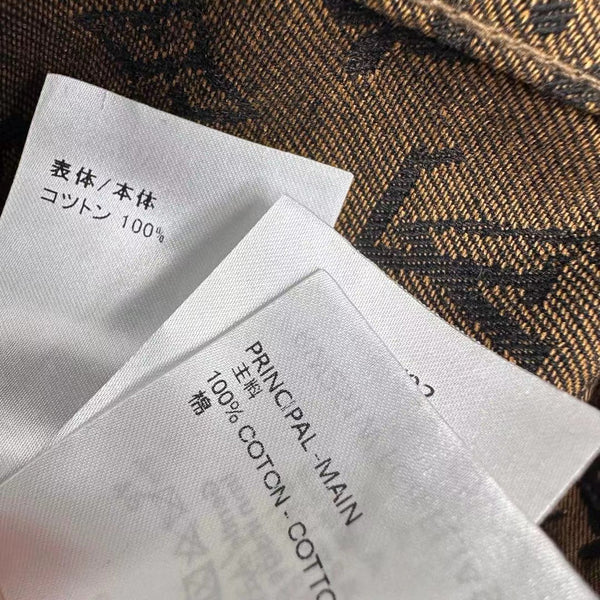 表体/本体
コットン 100%
PRINCIPAL-MAIN
主料
100% COTON - COTTO
棉